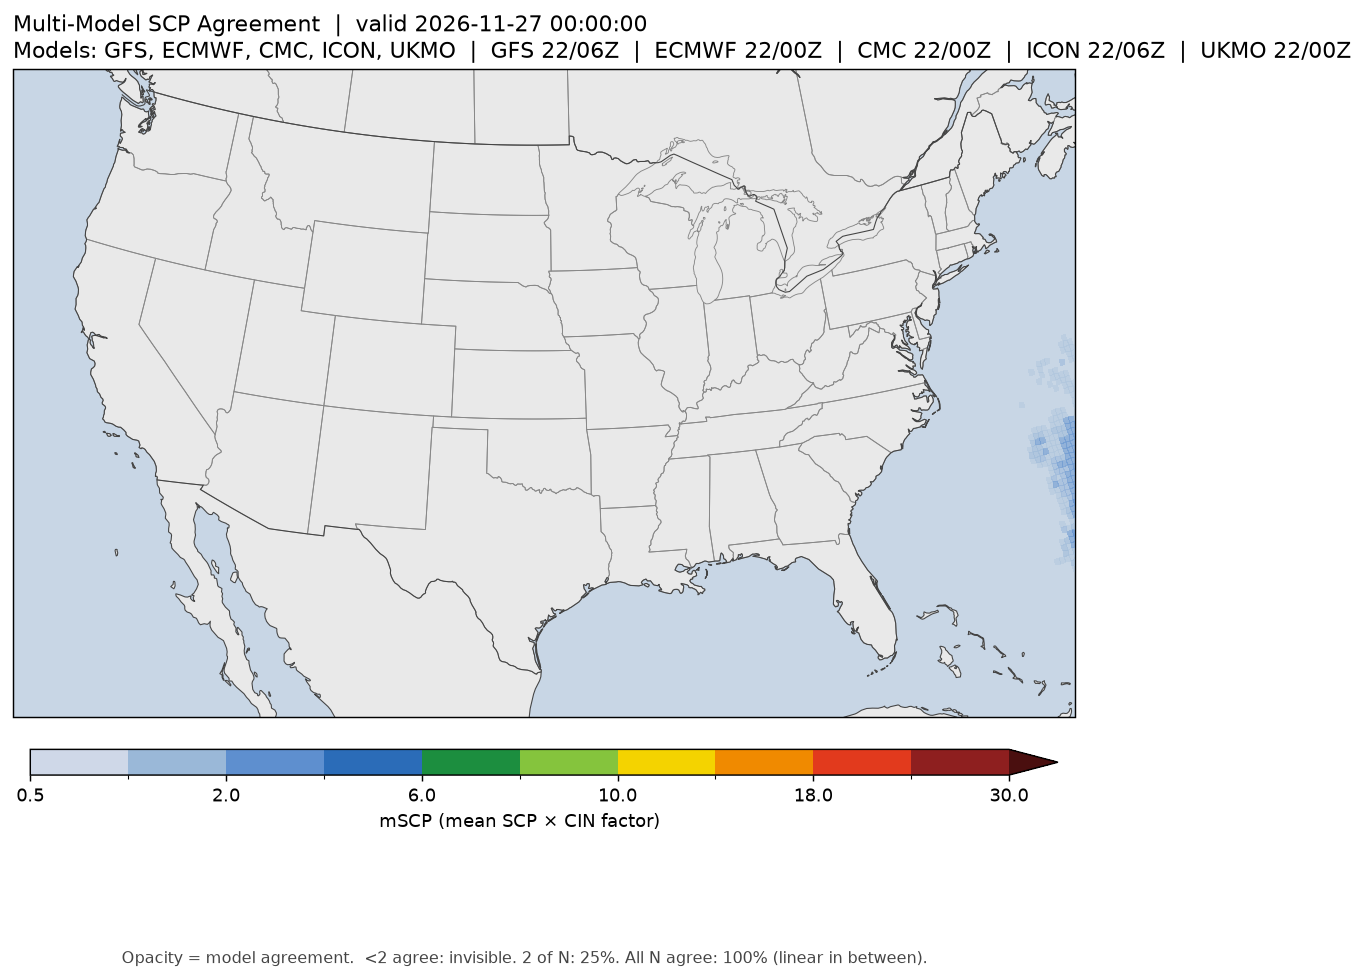 Multi-Model SCP Agreement  |  valid 2026-11-27 00:00:00
Models: GFS, ECMWF, CMC, ICON, UKMO  |  GFS 22/06Z  |  ECMWF 22/00Z  |  CMC 22/00Z  |  ICON 22/06Z  |  UKMO 22/00Z
0.5 2.0 6.0 10.0 18.0 30.0
mSCP (mean SCP × CIN factor)
Opacity = model agreement.  <2 agree: invisible. 2 of N: 25%. All N agree: 100% (linear in between).